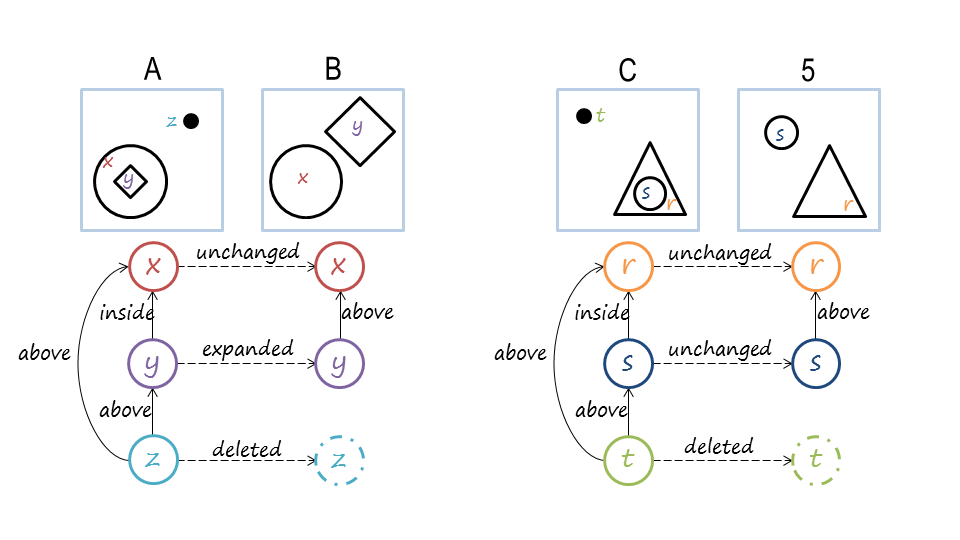 A B C 5
z t s
x y y s
x r r
unchanged unchanged
x x r r
inside above inside above
above above
expanded unchanged
y y s s
above above
deleted deleted
z z t t